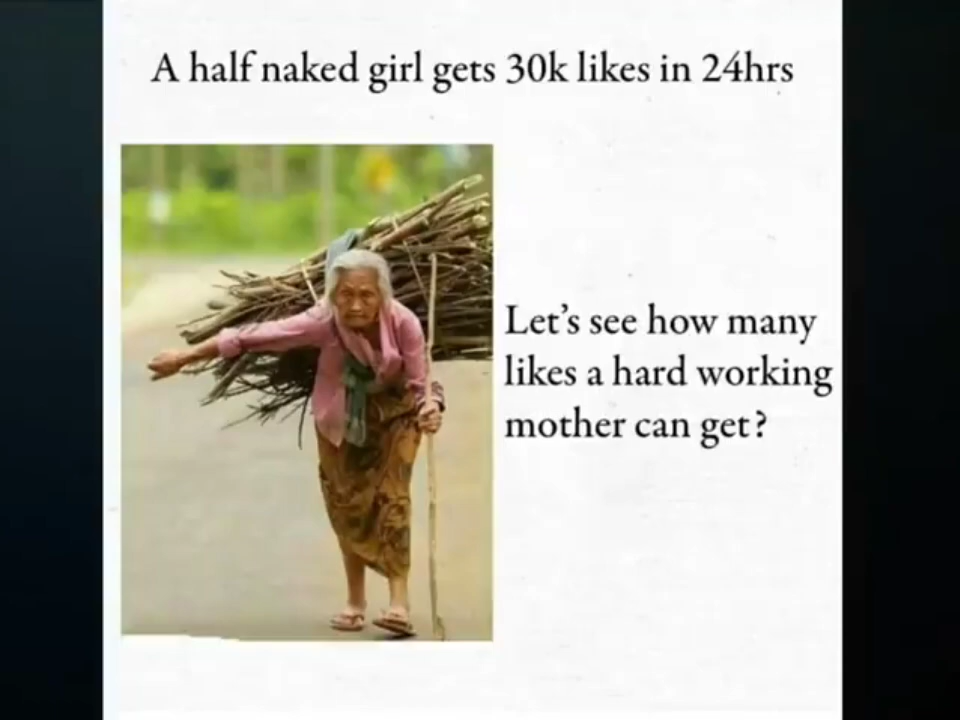 A half naked girl gets 30k likes in 24hrs
Let's see how many
likes a hard working
mother can get?